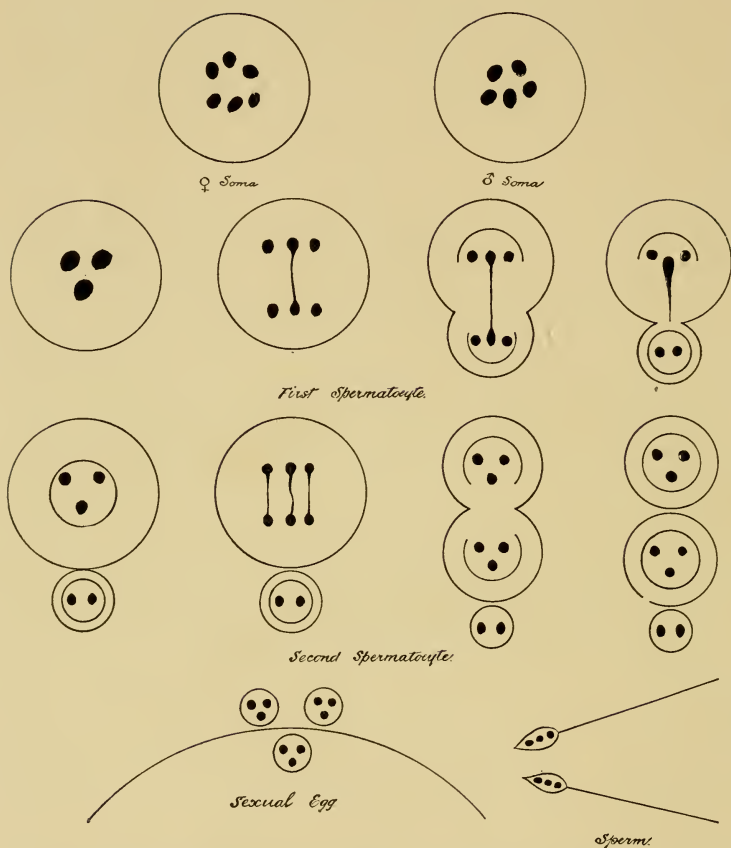 ♀ Soma
♂ Soma
First Spermatocyte.
Second Spermatocyte.
Sexual Egg
Sperm.